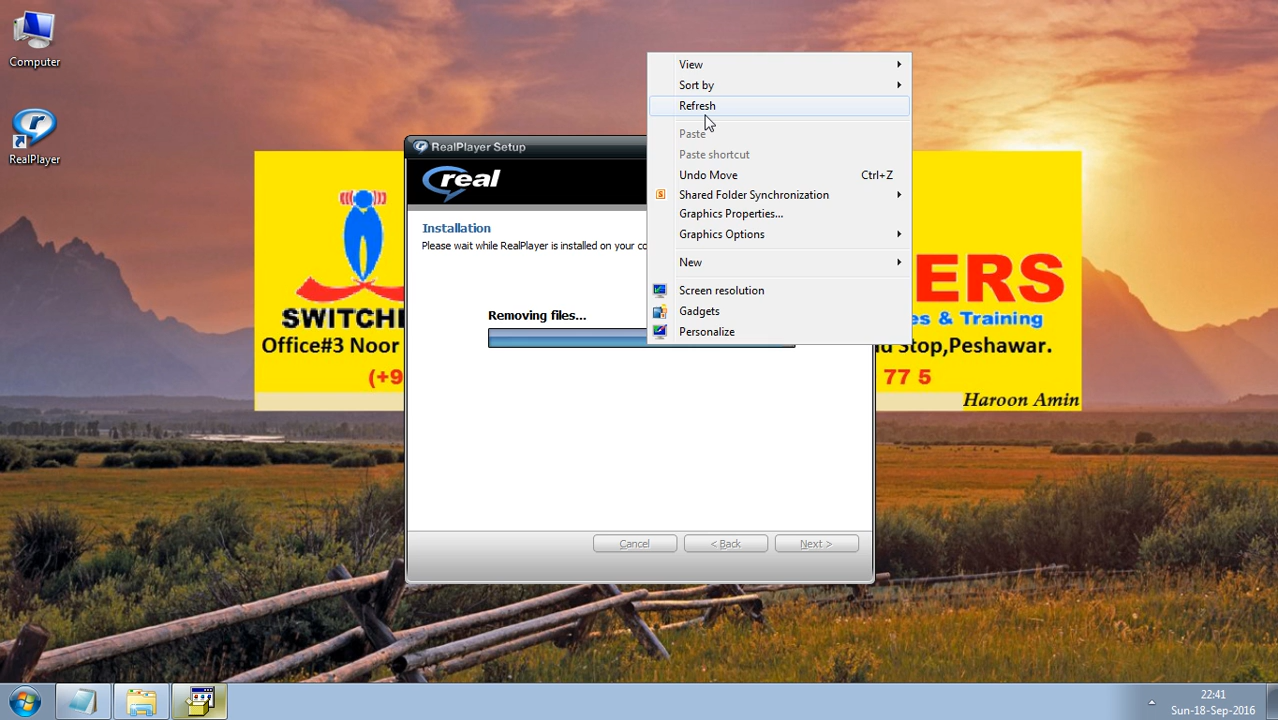 Computer
RealPlayer
RealPlayer Setup
real
Installation
Please wait while RealPlayer is installed on your co
Removing files...
Cancel
< Back
Next >
View
Sort by
Refresh
Paste
Paste shortcut
Undo Move Ctrl+Z
Shared Folder Synchronization
Graphics Properties...
Graphics Options
New
Screen resolution
Gadgets
Personalize
SWITCH
ERS
es & Training
Office#3 Noor
d Stop,Peshawar.
(+9
77 5
Haroon Amin
22:41
Sun-18-Sep-2016